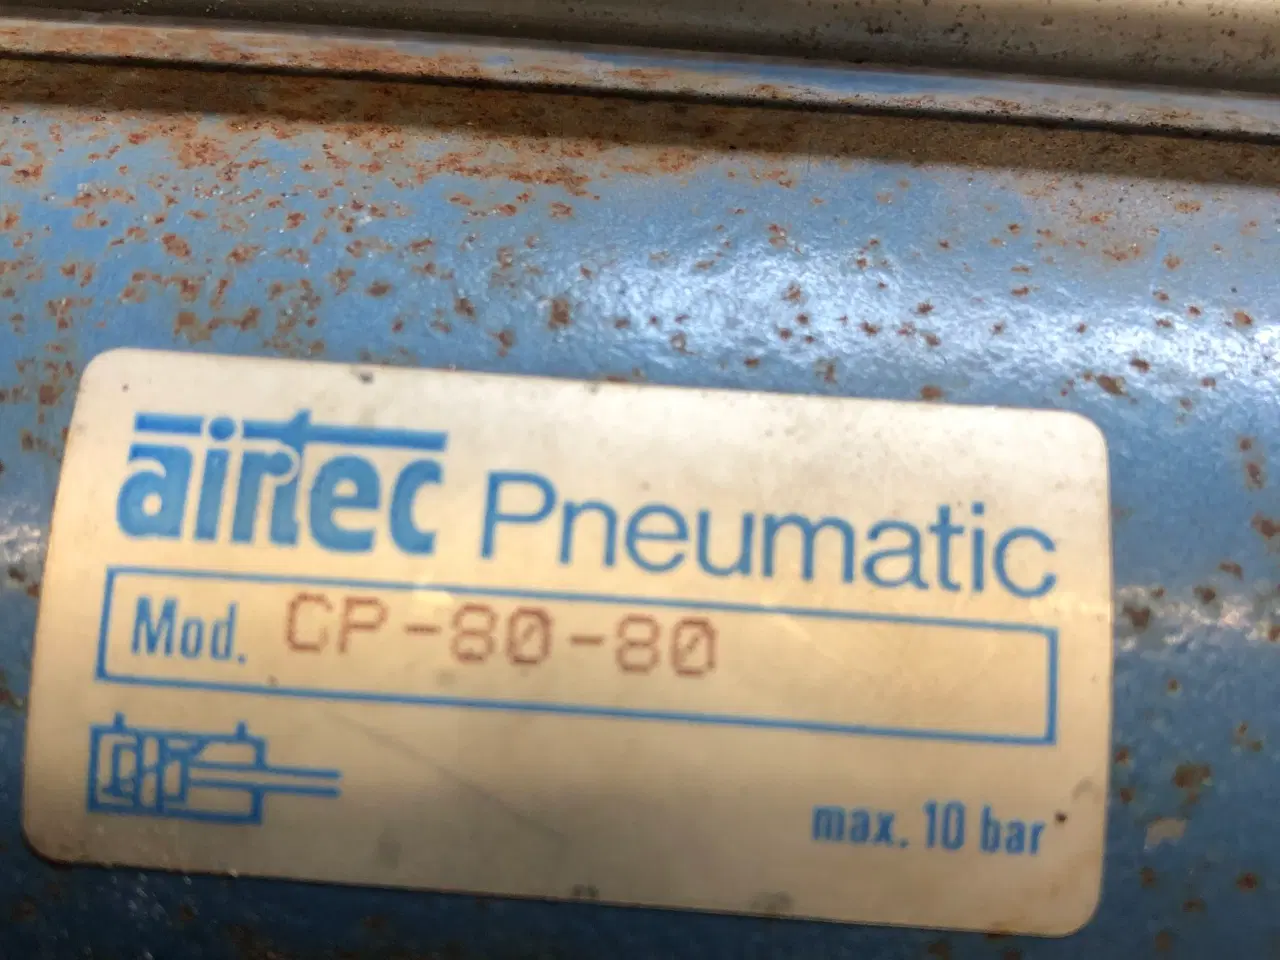 airtec Pneumatic
Mod. CP-80-80
max. 10 bar